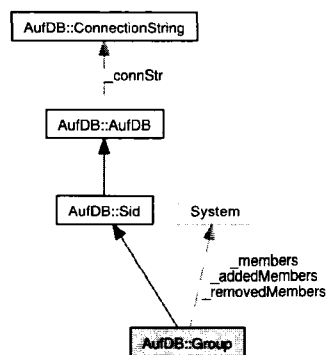 AufDB::ConnectionString
_connStr
AufDB::AufDB
AufDB::Sid
System
_members
_addedMembers
_removedMembers
AufDB::Group